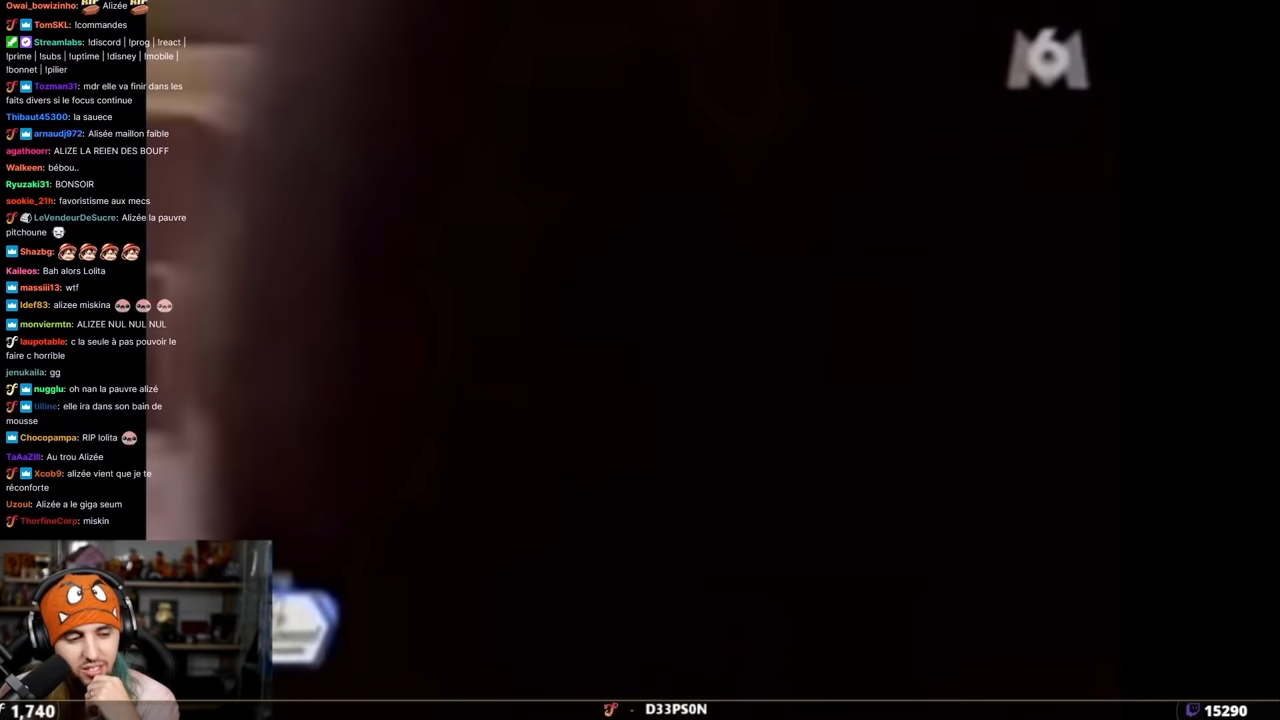 Owai_bowizinho: Alizée
TomSKL: !commandes
Streamlabs: !discord | !prog | !react |
!prime | !subs | !uptime | !disney | !mobile |
!bonnet | !pilier
Tozman31: mdr elle va finir dans les
faits divers si le focus continue
Thibaut45300: la sauece
arnaudj972: Alisée maillon faible
agathoorr: ALIZE LA REIEN DES BOUFF
Walkeen: bébou..
Ryuzaki31: BONSOIR
sookie_21h: favoristisme aux mecs
LeVendeurDeSucre: Alizée la pauvre
pitchoune
Shazbg:
Kaileos: Bah alors Lolita
massiii13: wtf
ldef83: alizee miskina
monviermtn: ALIZEE NUL NUL NUL
laupotable: c la seule à pas pouvoir le
faire c horrible
jenukaila: gg
nugglu: oh nan la pauvre alizé
tilline: elle ira dans son bain de
mousse
Chocopampa: RIP lolita
TaAaZIll: Au trou Alizée
Xcob9: alizée vient que je te
réconforte
Uzoul: Alizée a le giga seum
ThorfineCorp: miskin
M6
1,740
- D33PS0N
15290